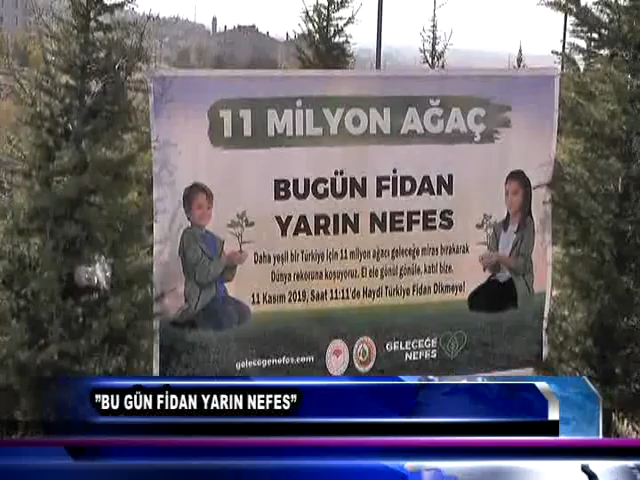 11 MİLYON AĞAÇ
BUGÜN FİDAN
YARIN NEFES
Daha yeşil bir Türkiye için 11 milyon ağacı geleceğe miras bırakarak
Dünya rekoruna koşuyoruz. El ele gönül gönüle, katıl bize.
11 Kasım 2019, Saat 11:11'de Haydi Türkiye Fidan Dikmeye!
gelecegenefes.com
GELECEĞE
NEFES
"BU GÜN FİDAN YARIN NEFES"